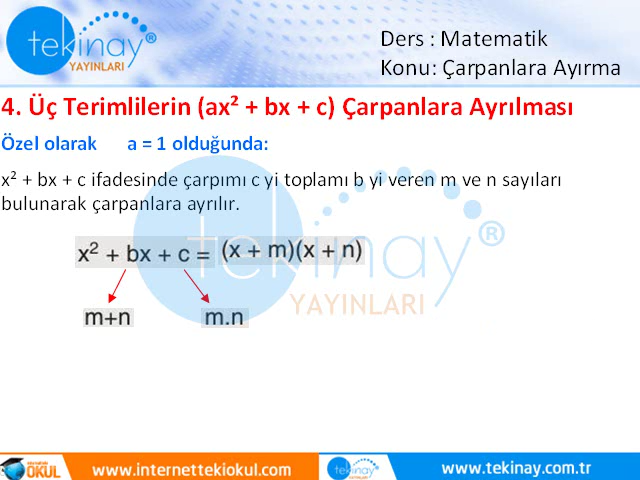 tekinay®
YAYINLARI
Ders : Matematik
Konu: Çarpanlara Ayırma
4. Üç Terimlilerin (ax² + bx + c) Çarpanlara Ayrılması
Özel olarak a = 1 olduğunda:
x² + bx + c ifadesinde çarpımı c yi toplamı b yi veren m ve n sayıları
bulunarak çarpanlara ayrılır.
x² + bx + c = (x + m)(x + n)
tekinay®
YAYINLARI
m+n m.n
OKUL www.internettekiokul.com tekinay www.tekinay.com.tr